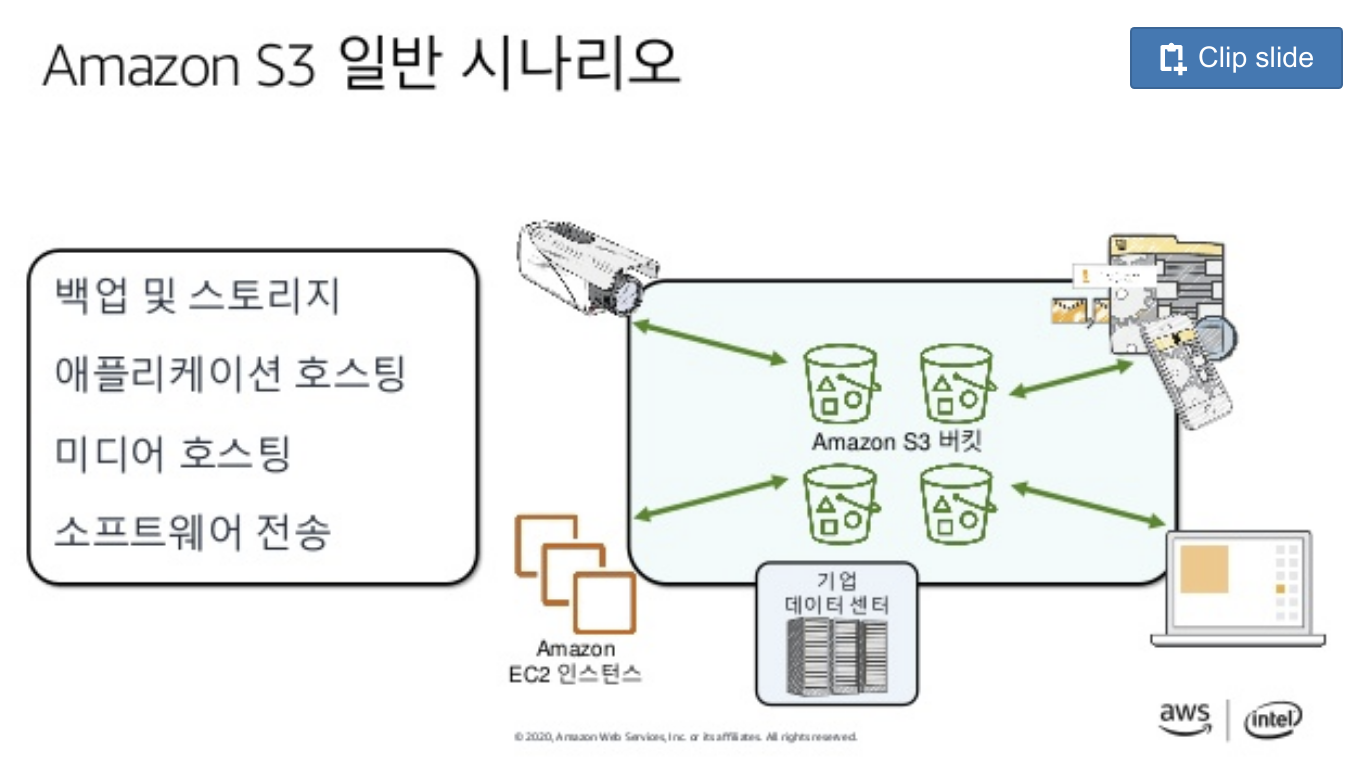 Amazon S3 일반 시나리오
Clip slide
백업 및 스토리지
애플리케이션 호스팅
미디어 호스팅
소프트웨어 전송
Amazon S3 버킷
기업
데이터 센터
Amazon
EC2 인스턴스
© 2020, Amazon Web Services, Inc. or its affiliates. All rights reserved.
aws
intel